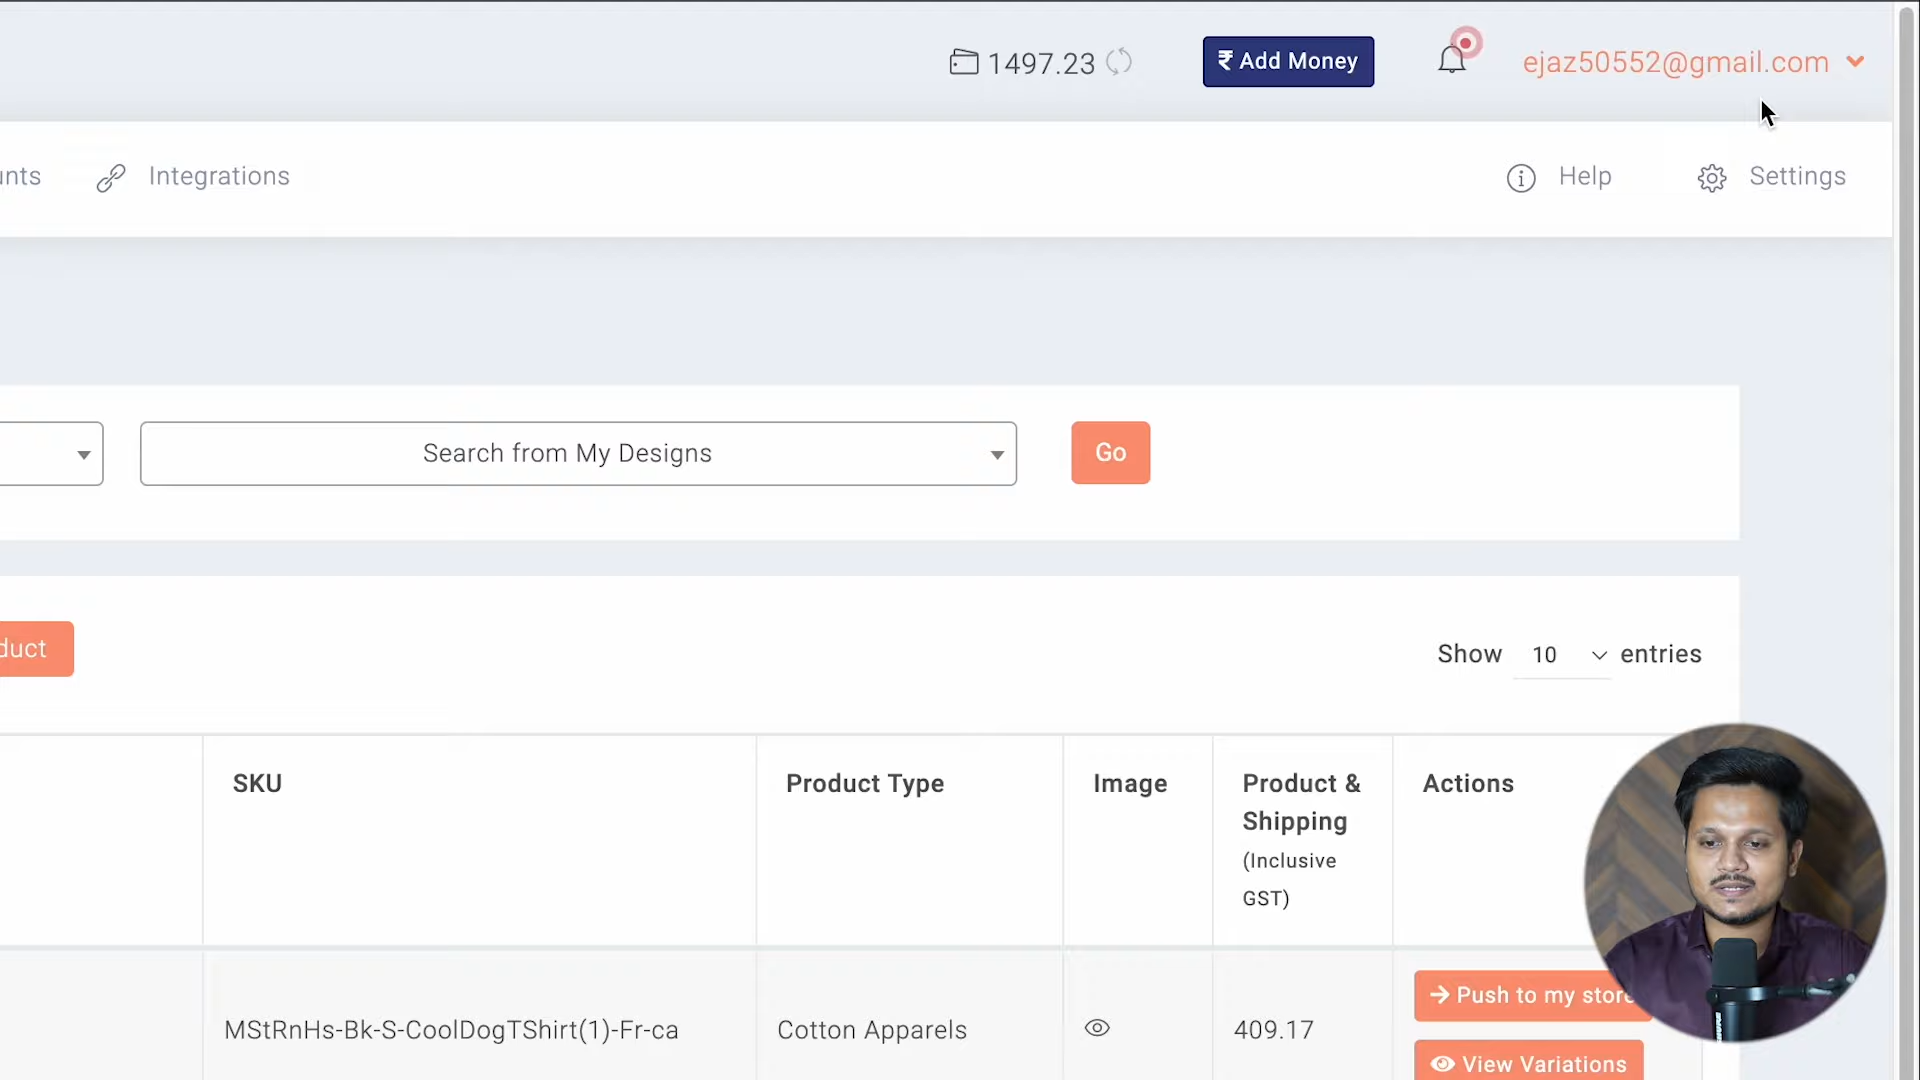 1497.23
₹ Add Money
ejaz50552@gmail.com
unts
Integrations
Help
Settings
Search from My Designs
Go
duct
Show 10 entries
SKU
Product Type
Image
Product &
Shipping
(Inclusive
GST)
Actions
MStRnHs-Bk-S-CoolDogTShirt(1)-Fr-ca
Cotton Apparels
409.17
Push to my store
View Variations